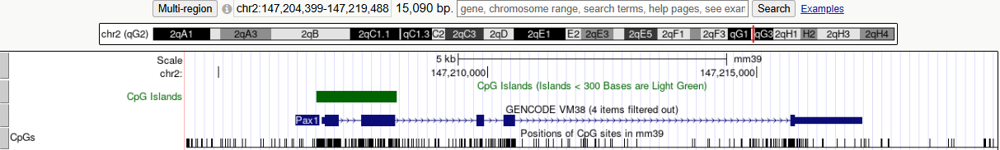 Multi-region chr2:147,204,399-147,219,488 15,090 bp. gene, chromosome range, search terms, help pages, see exar Search Examples
chr2 (qG2) 2qA1 2qA3 2qB 2qC1.1 qC1.3 C2 2qC3 2qD 2qE1 E2 2qE3 2qE5 2qF1 2qF3 qG1 qG3 2qH1 H2 2qH3 2qH4
Scale 5 kb mm39
chr2: 147,210,000 147,215,000
CpG Islands (Islands < 300 Bases are Light Green)
CpG Islands
GENCODE VM38 (4 items filtered out)
Pax1
Positions of CpG sites in mm39
CpGs